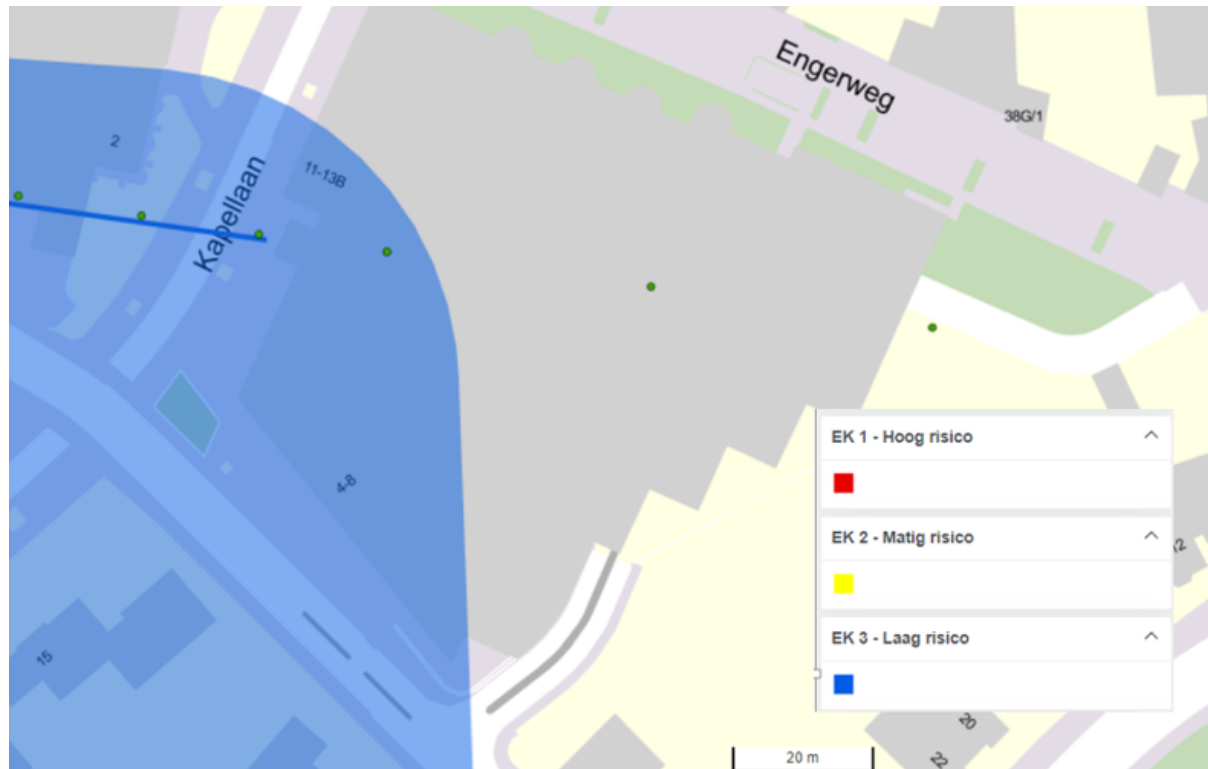 Engerweg
38G/1
2
11-13B
Kapellaan
4-8
15
EK 1 - Hoog risico
EK 2 - Matig risico
EK 3 - Laag risico
20
22
20 m